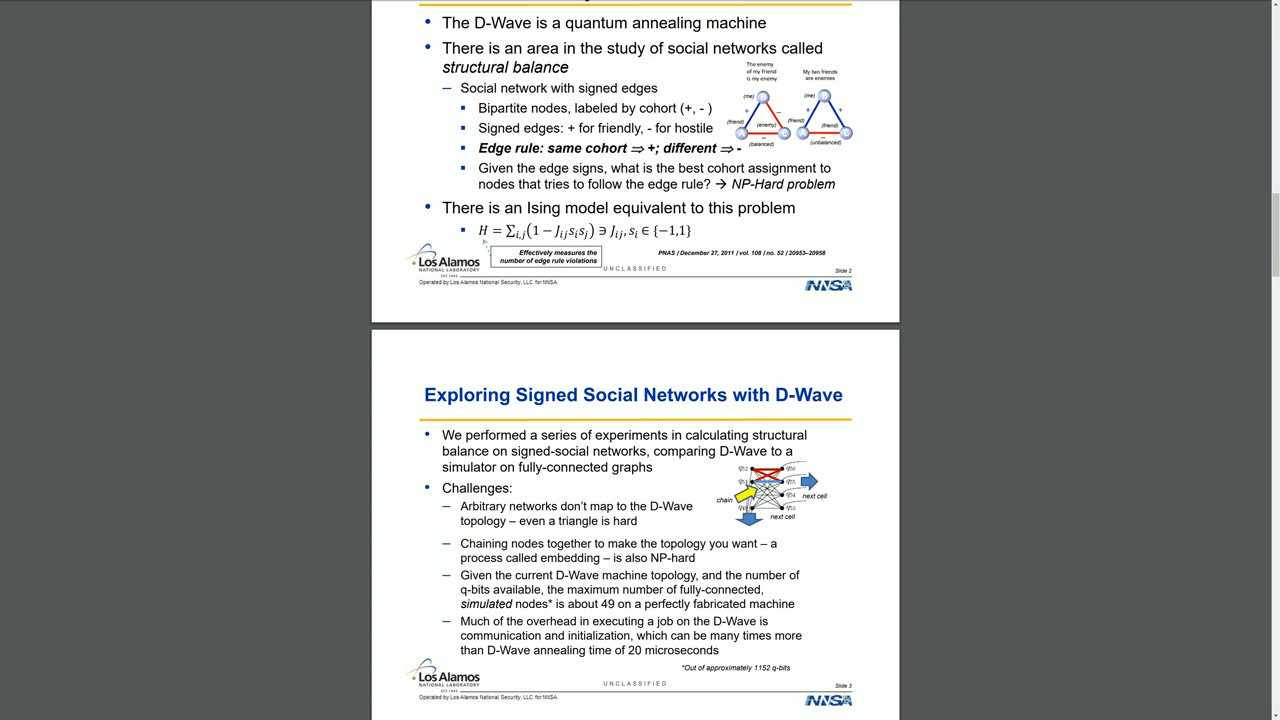 • The D-Wave is a quantum annealing machine
• There is an area in the study of social networks called
structural balance
– Social network with signed edges
▪ Bipartite nodes, labeled by cohort (+, - )
▪ Signed edges: + for friendly, - for hostile
▪ Edge rule: same cohort ⇒ +; different ⇒ -
▪ Given the edge signs, what is the best cohort assignment to
nodes that tries to follow the edge rule? → NP-Hard problem
The enemy
of my friend
is my enemy
(me)
B
+
–
(friend)
(enemy)
A
–
C
(balanced)
My two friends
are enemies
(me)
B
+
+
(friend)
(friend)
A
–
C
(unbalanced)
• There is an Ising model equivalent to this problem
▪ H = ∑i,j(1 − Jijsisj) ∋ Jij, si ∈ {−1,1}
Effectively measures the
number of edge rule violations
PNAS / December 27, 2011 / vol. 108 / no. 52 / 20953–20958
Los Alamos
NATIONAL LABORATORY
EST. 1943
UNCLASSIFIED
Slide 2
Operated by Los Alamos National Security, LLC for NNSA
NNSA
Exploring Signed Social Networks with D-Wave
• We performed a series of experiments in calculating structural
balance on signed-social networks, comparing D-Wave to a
simulator on fully-connected graphs
• Challenges:
– Arbitrary networks don’t map to the D-Wave
topology – even a triangle is hard
– Chaining nodes together to make the topology you want – a
process called embedding – is also NP-hard
– Given the current D-Wave machine topology, and the number of
q-bits available, the maximum number of fully-connected,
simulated nodes* is about 49 on a perfectly fabricated machine
– Much of the overhead in executing a job on the D-Wave is
communication and initialization, which can be many times more
than D-Wave annealing time of 20 microseconds
chain
next cell
next cell
*Out of approximately 1152 q-bits
Los Alamos
NATIONAL LABORATORY
EST. 1943
UNCLASSIFIED
Slide 3
Operated by Los Alamos National Security, LLC for NNSA
NNSA